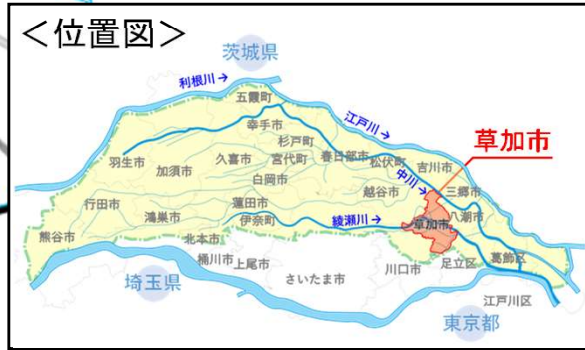 ＜位置図＞
茨城県
利根川→
五霞町
江戸川→
幸手市
杉戸町
草加市
羽生市
加須市
久喜市
宮代町
春日部市
松伏町
吉川市
白岡市
中川→
三郷市
行田市
蓮田市
越谷市
鴻巣市
伊奈町
綾瀬川→
八潮市
草加市
熊谷市
北本市
桶川市
上尾市
さいたま市
川口市
足立区
葛飾区
埼玉県
江戸川区
東京都